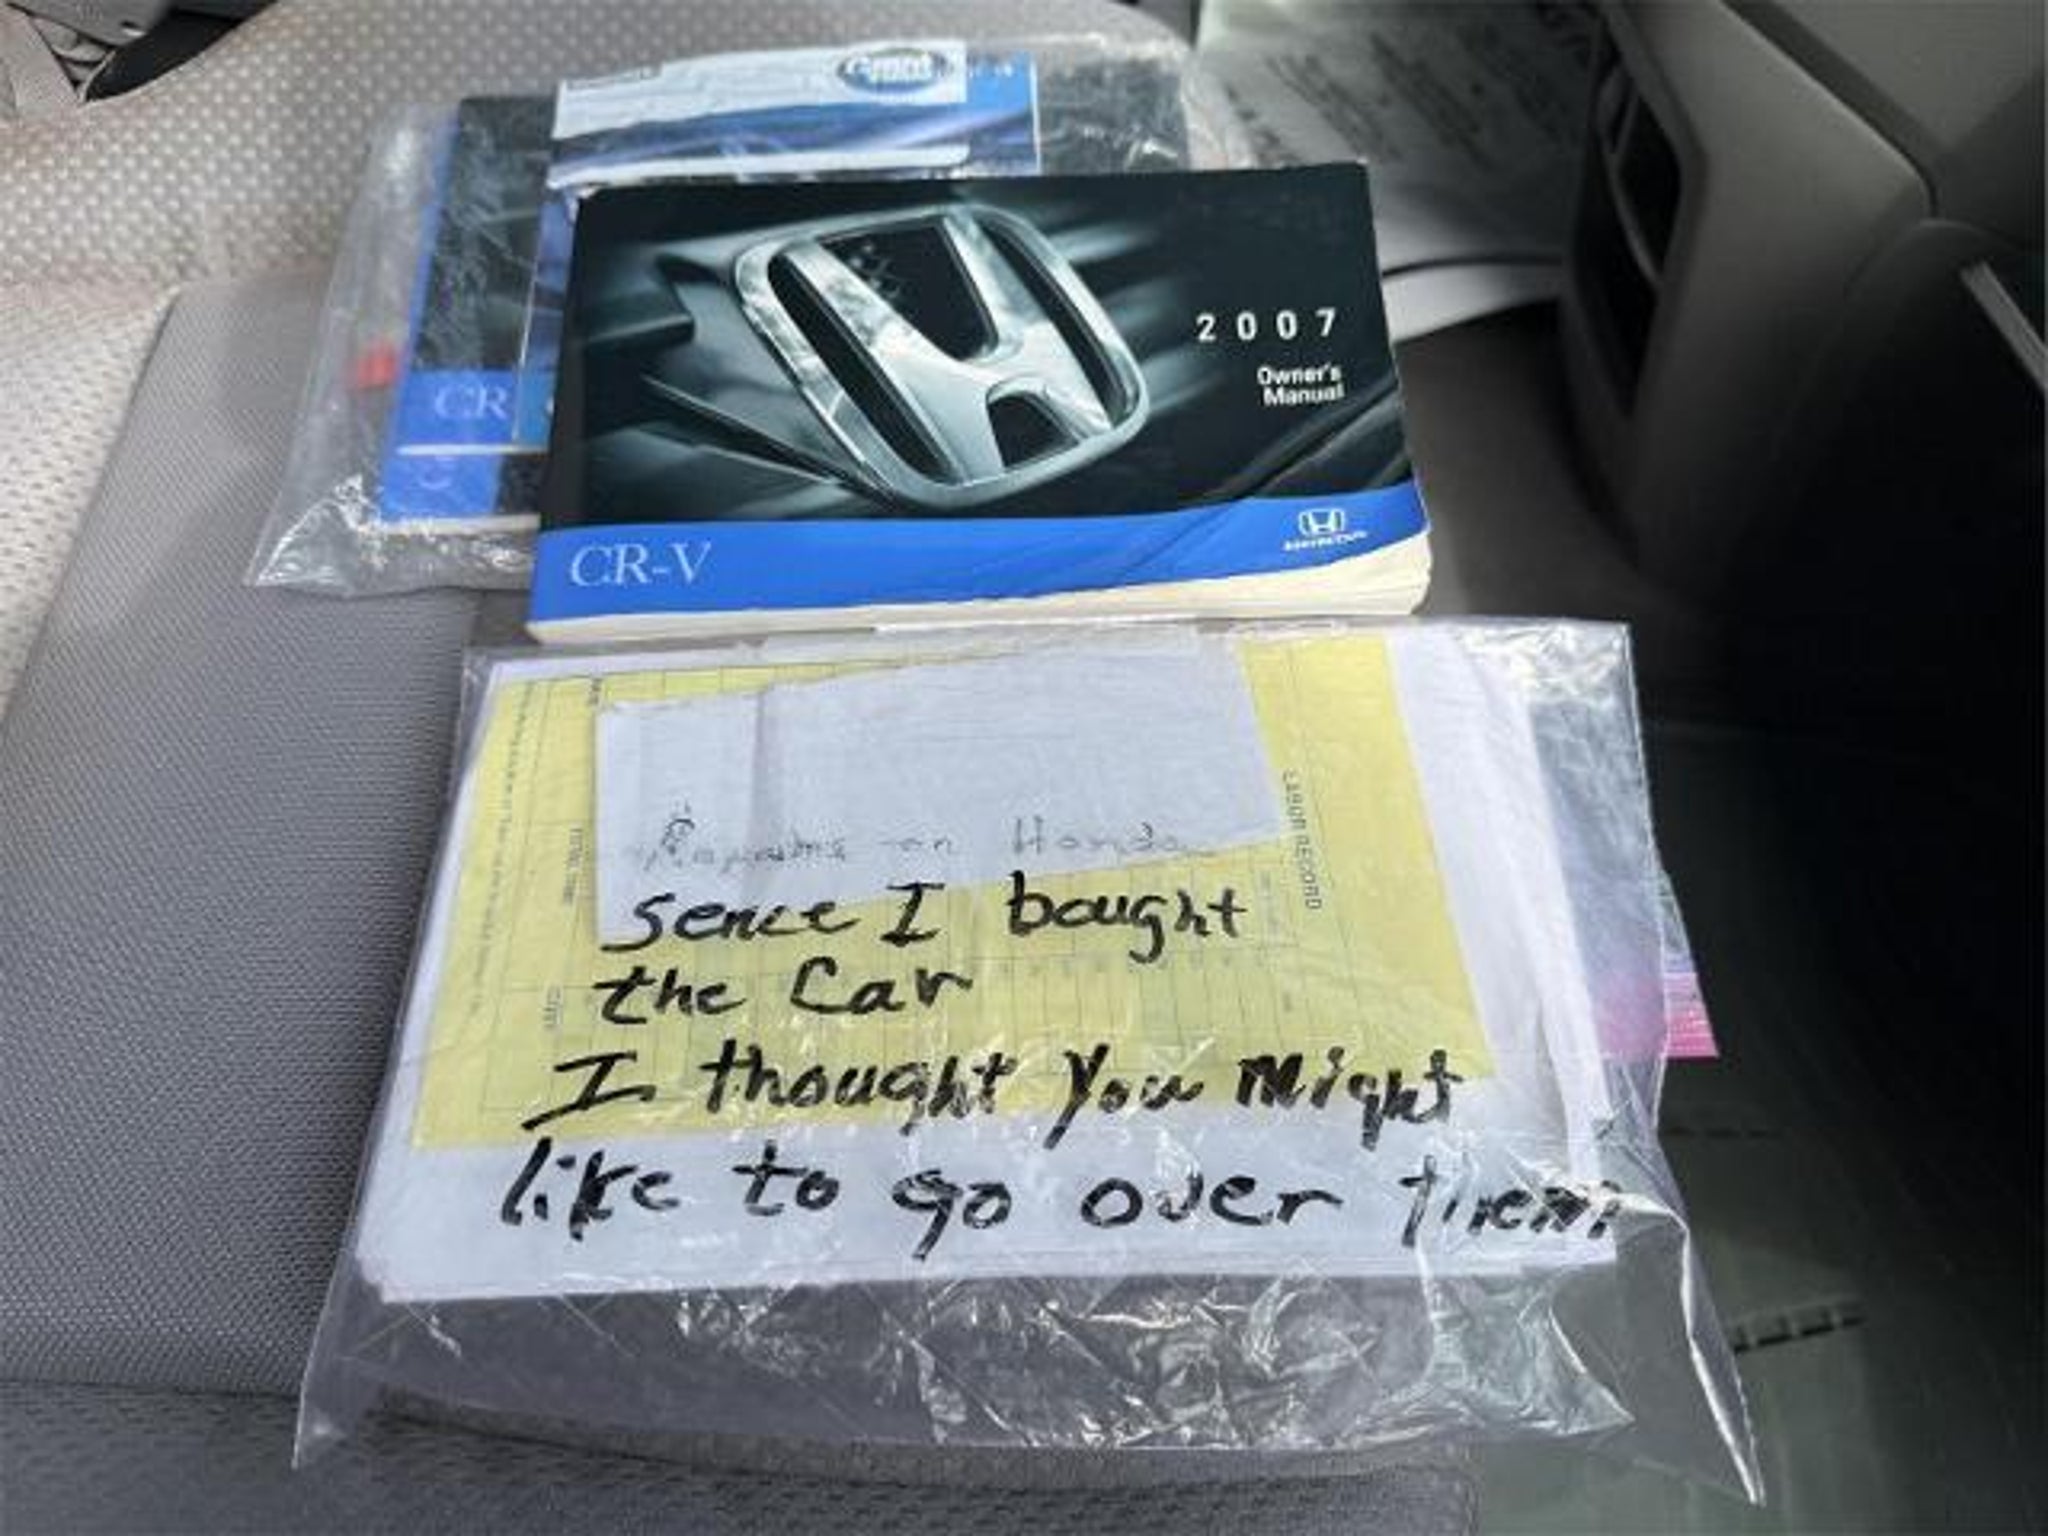 CR
2007
Owner's
Manual
CR-V
HONDA
Repairs on Honda
LABOR RECORD
sence I bought
the Car
I thought You Might
like to go over them